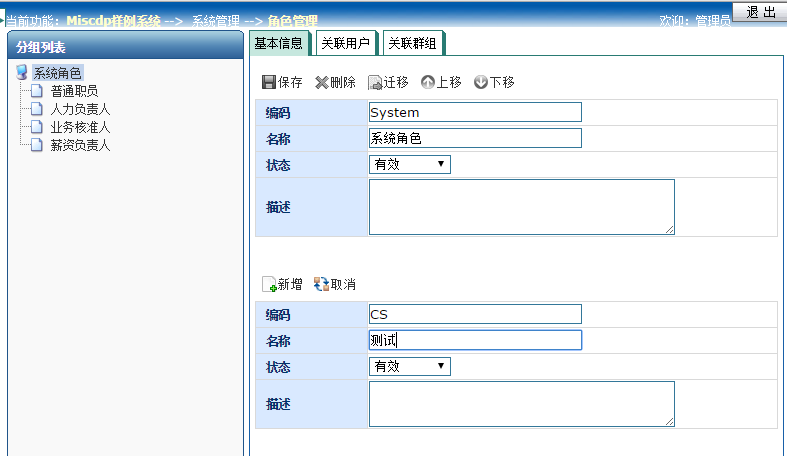 当前功能: Miscdp样例系统 --> 系统管理 --> 角色管理
欢迎: 管理员
退 出
分组列表
系统角色
普通职员
人力负责人
业务核准人
薪资负责人
基本信息 关联用户 关联群组
保存 删除 迁移 上移 下移
编码 System
名称 系统角色
状态 有效
描述
新增 取消
编码 CS
名称 测试
状态 有效
描述